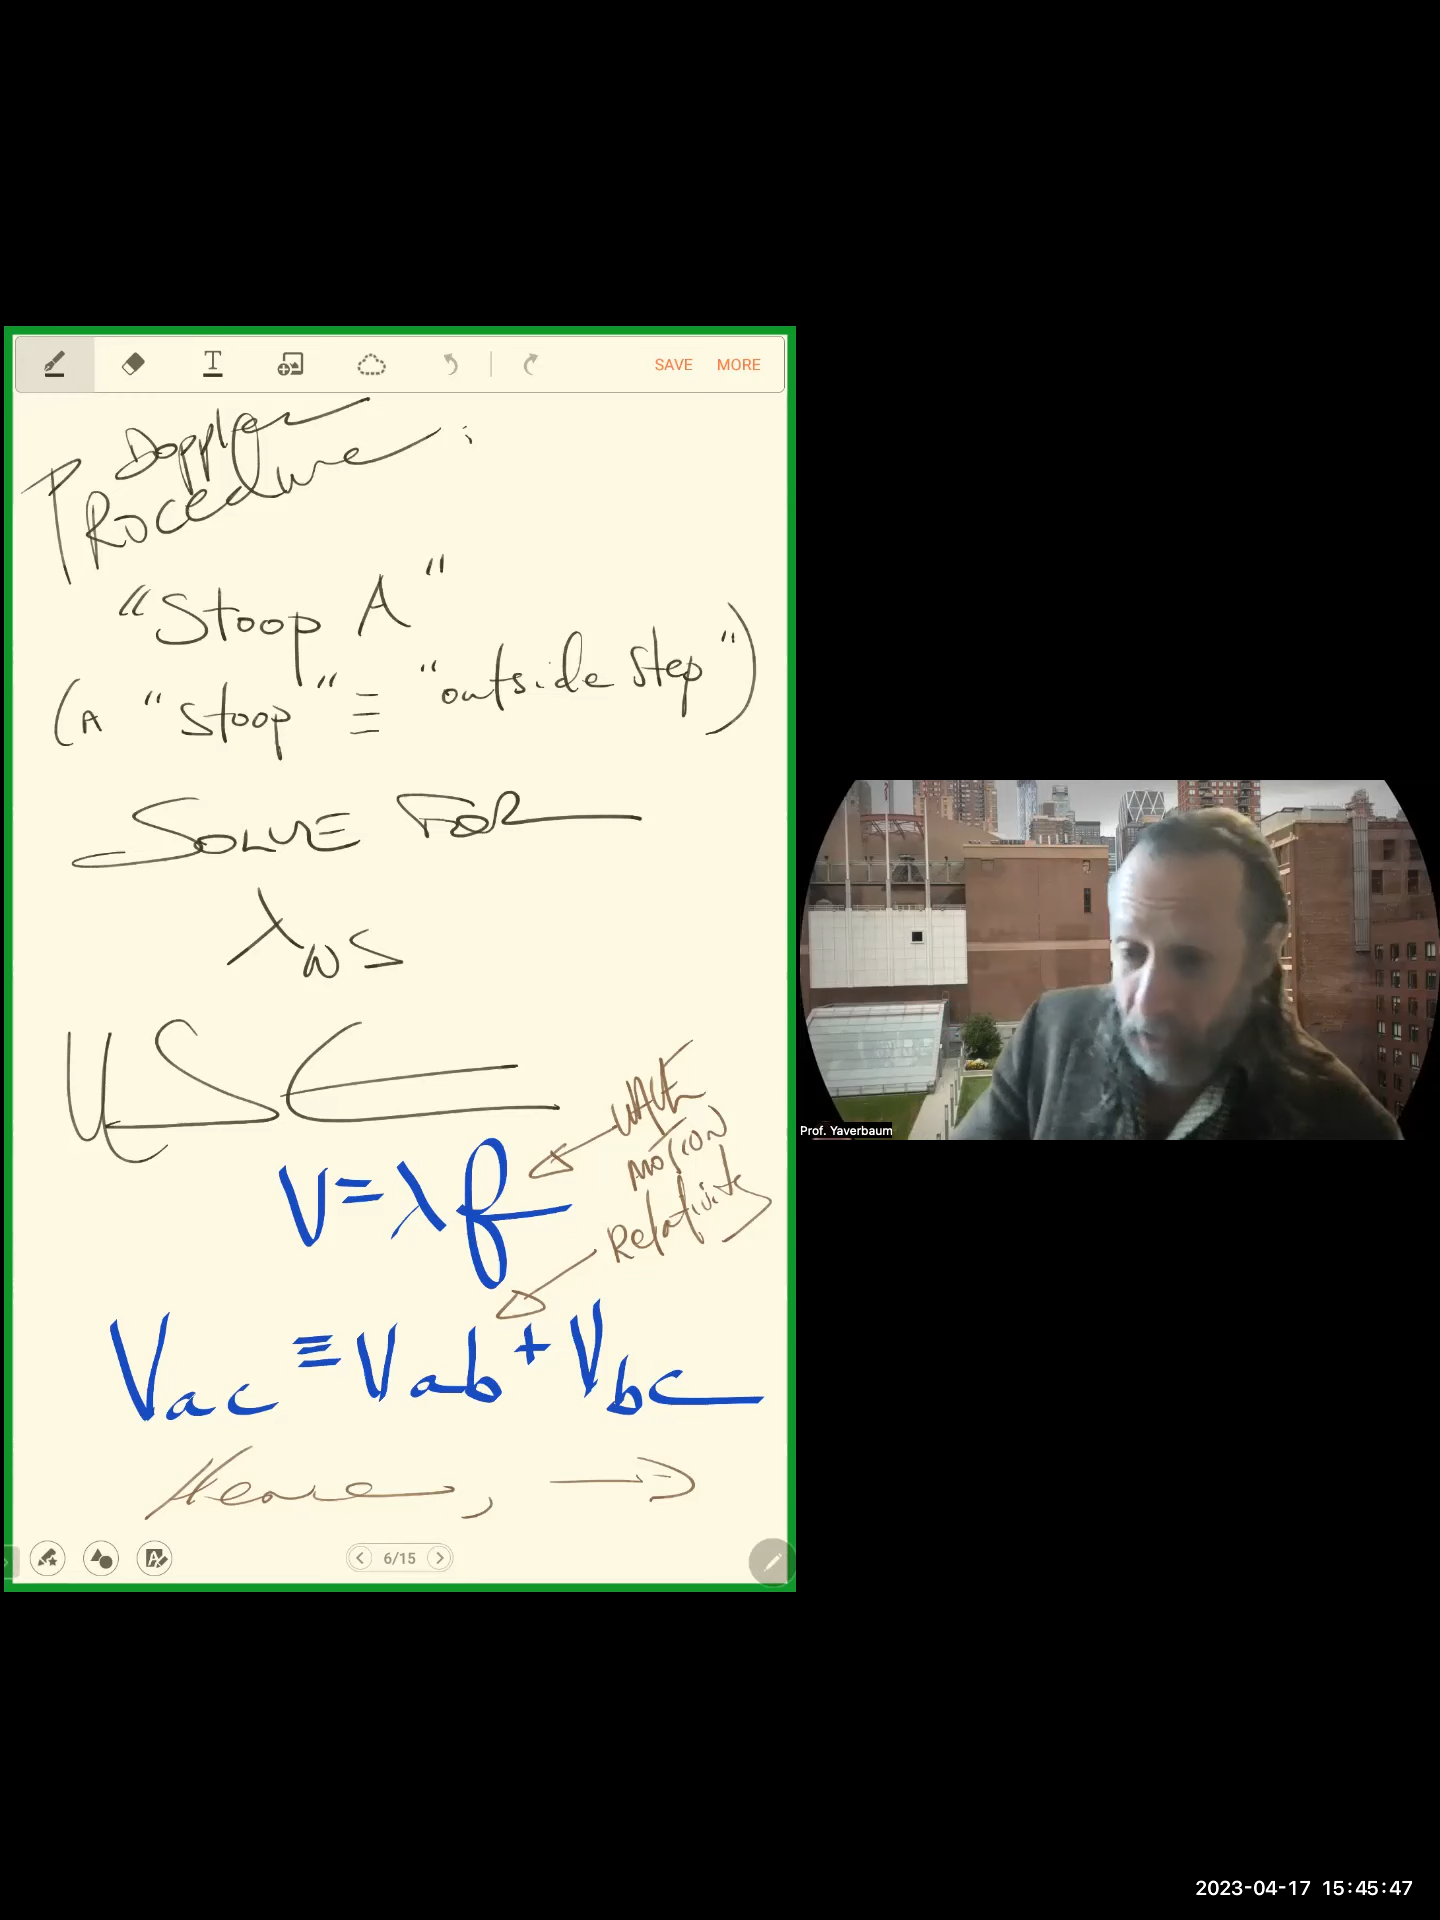 T
SAVE MORE
Doppler
Procedure:
"Stoop A"
(A "stoop" ≡ "outside step")
SOLVE FOR
λws
USE
WAVE
MOTION
V=λf
Relativity
Vac ≡ Vab + Vbc
Hence, →
6/15
Prof. Yaverbaum
2023-04-17 15:45:47